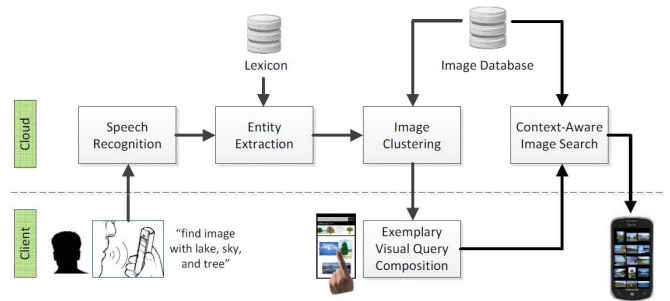 Lexicon
Image Database
Cloud
Speech
Recognition
Entity
Extraction
Image
Clustering
Context-Aware
Image Search
Client
“find image
with lake, sky,
and tree”
Exemplary
Visual Query
Composition